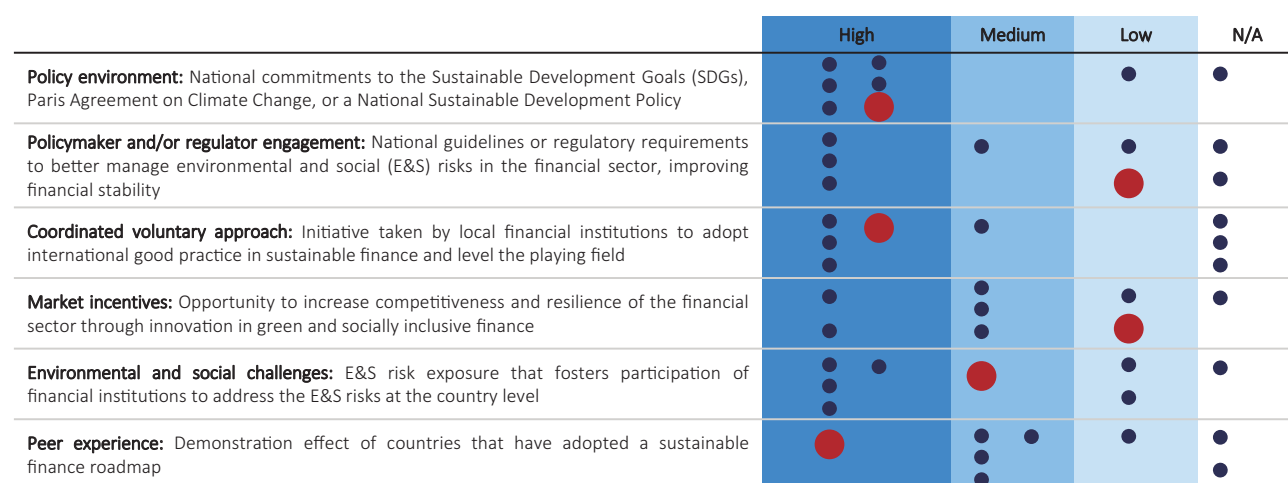 High Medium Low N/A
Policy environment: National commitments to the Sustainable Development Goals (SDGs),
Paris Agreement on Climate Change, or a National Sustainable Development Policy
Policymaker and/or regulator engagement: National guidelines or regulatory requirements
to better manage environmental and social (E&S) risks in the financial sector, improving
financial stability
Coordinated voluntary approach: Initiative taken by local financial institutions to adopt
international good practice in sustainable finance and level the playing field
Market incentives: Opportunity to increase competitiveness and resilience of the financial
sector through innovation in green and socially inclusive finance
Environmental and social challenges: E&S risk exposure that fosters participation of
financial institutions to address the E&S risks at the country level
Peer experience: Demonstration effect of countries that have adopted a sustainable
finance roadmap